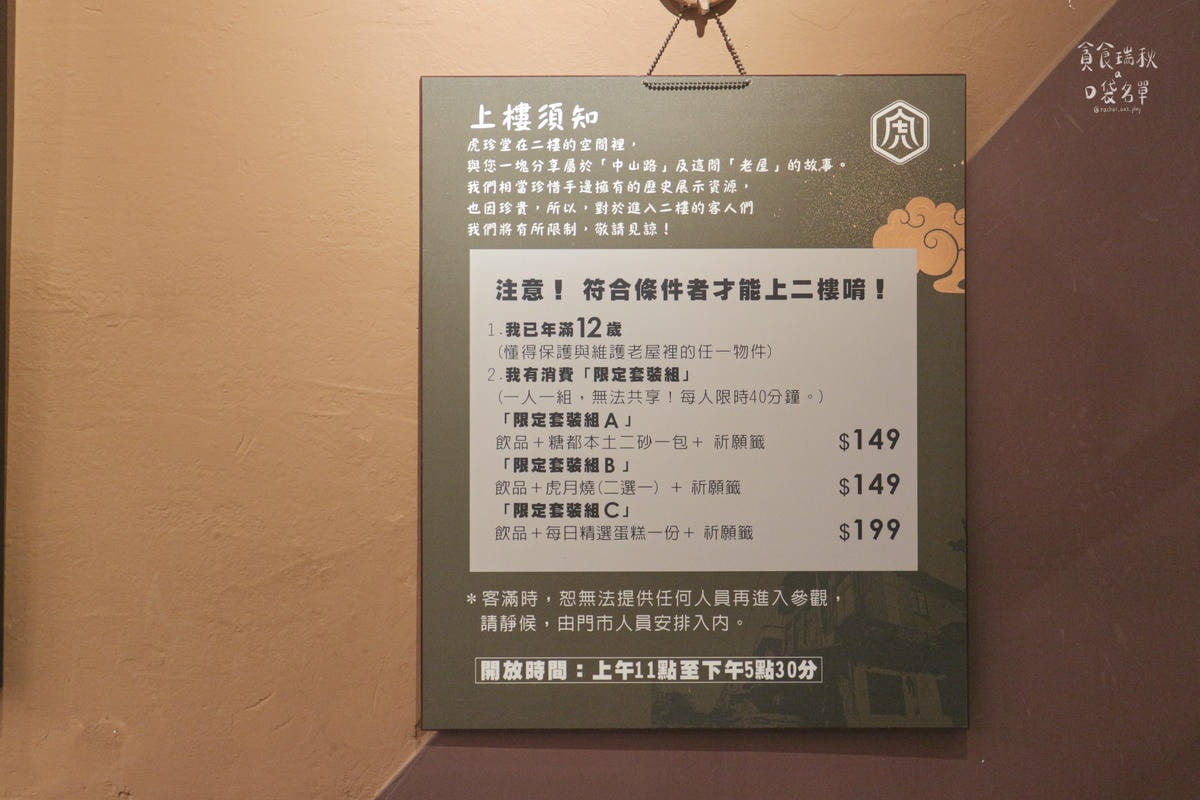 貪食瑞秋
a
口袋名單
@rachel_eat_play
虎
上樓須知
虎珍堂在二樓的空間裡，
與您一塊分享屬於「中山路」及這間「老屋」的故事。
我們相當珍惜手邊擁有的歷史展示資源，
也因珍貴，所以，對於進入二樓的客人們
我們將有所限制，敬請見諒！
注意！ 符合條件者才能上二樓唷！
1.我已年滿12歲
(懂得保護與維護老屋裡的任一物件)
2.我有消費「限定套裝組」
(一人一組，無法共享！每人限時40分鐘。)
「限定套裝組A」
飲品＋糖都本土二砂一包＋ 祈願籤 $149
「限定套裝組B」
飲品＋虎月燒(二選一) ＋ 祈願籤 $149
「限定套裝組C」
飲品＋每日精選蛋糕一份＋ 祈願籤 $199
＊客滿時，恕無法提供任何人員再進入參觀，
請靜候，由門市人員安排入內。
開放時間：上午11點至下午5點30分